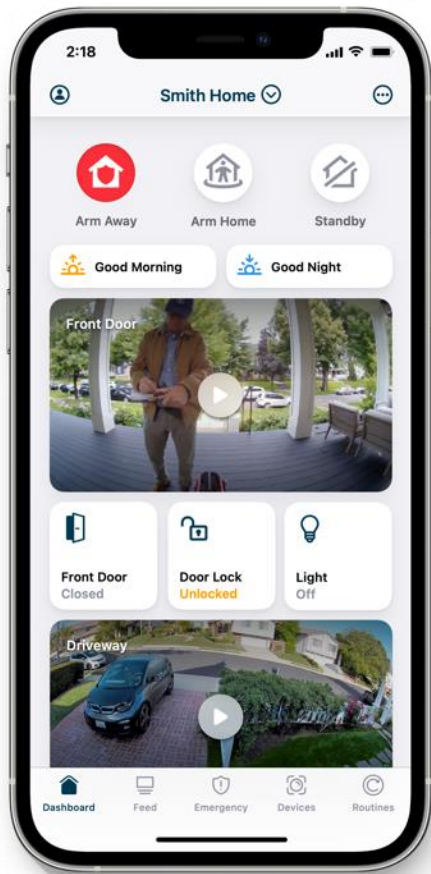 2:18
Smith Home
Arm Away
Arm Home
Standby
Good Morning
Good Night
Front Door
Front Door
Closed
Door Lock
Unlocked
Light
Off
Driveway
Dashboard
Feed
Emergency
Devices
Routines